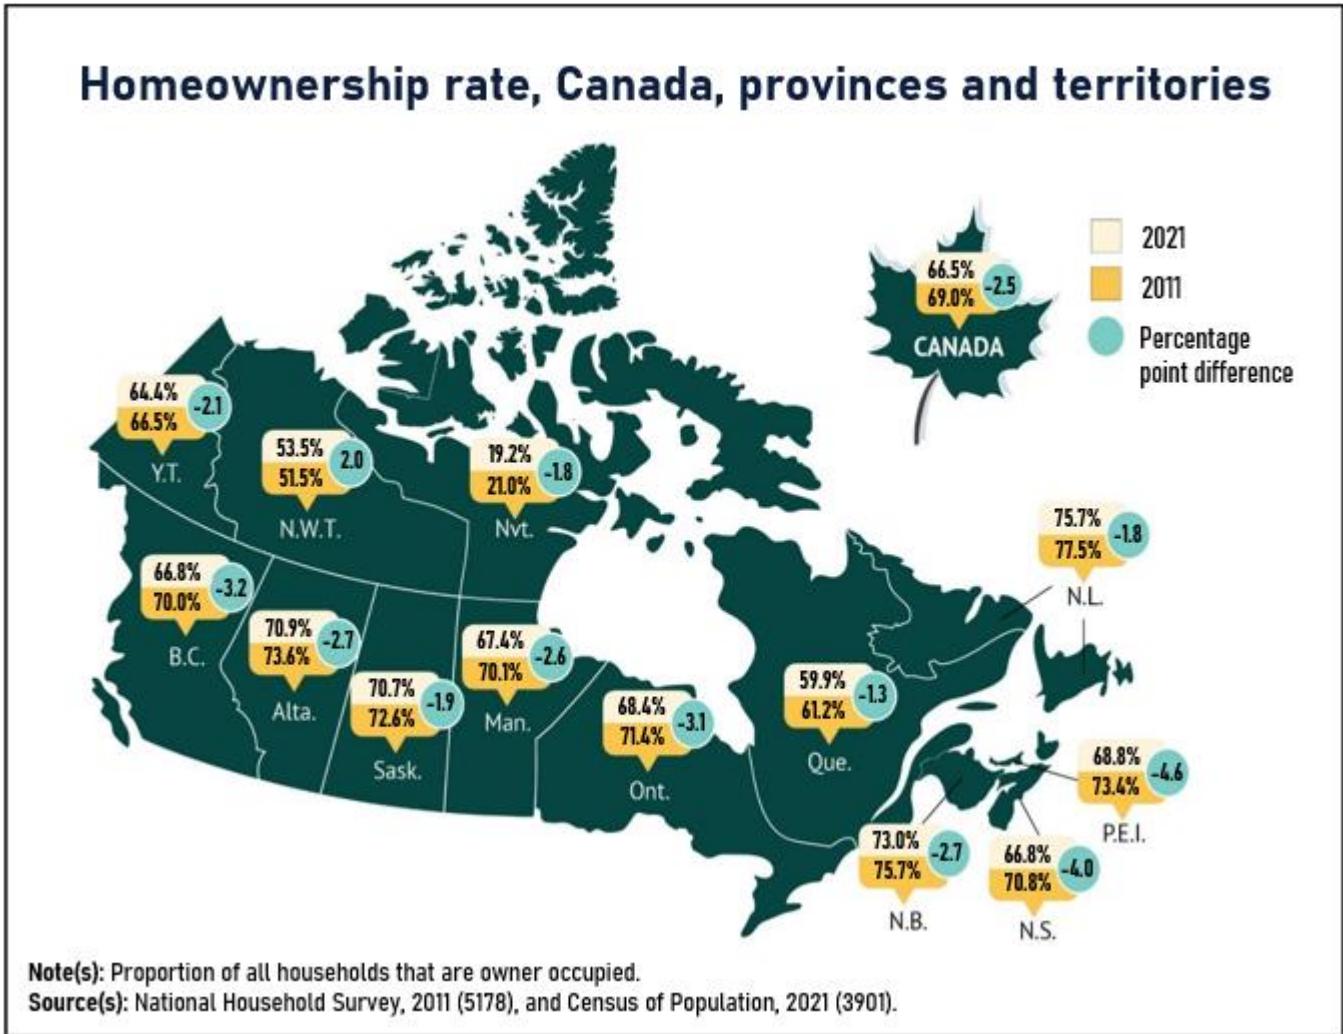 Homeownership rate, Canada, provinces and territories
66.5%
69.0%
-2.5
CANADA
2021
2011
Percentage
point difference
64.4%
66.5%
-2.1
Y.T.
53.5%
51.5%
2.0
N.W.T.
19.2%
21.0%
-1.8
Nvt.
75.7%
77.5%
-1.8
N.L.
66.8%
70.0%
-3.2
B.C.
70.9%
73.6%
-2.7
Alta.
70.7%
72.6%
-1.9
Sask.
67.4%
70.1%
-2.6
Man.
68.4%
71.4%
-3.1
Ont.
59.9%
61.2%
-1.3
Que.
68.8%
73.4%
-4.6
P.E.I.
73.0%
75.7%
-2.7
N.B.
66.8%
70.8%
-4.0
N.S.
Note(s): Proportion of all households that are owner occupied.
Source(s): National Household Survey, 2011 (5178), and Census of Population, 2021 (3901).